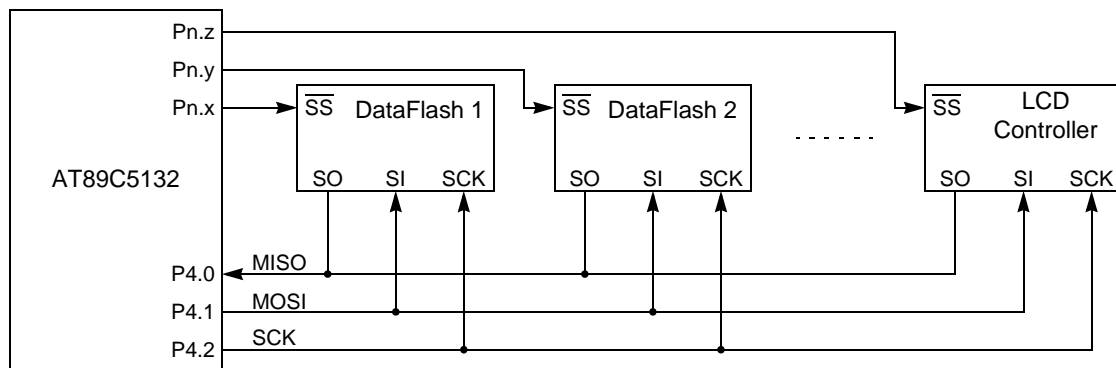 Pn.z
Pn.y
Pn.x
SS DataFlash 1
SS DataFlash 2
SS LCD
Controller
AT89C5132
SO SI SCK
SO SI SCK
SO SI SCK
P4.0 MISO
P4.1 MOSI
P4.2 SCK